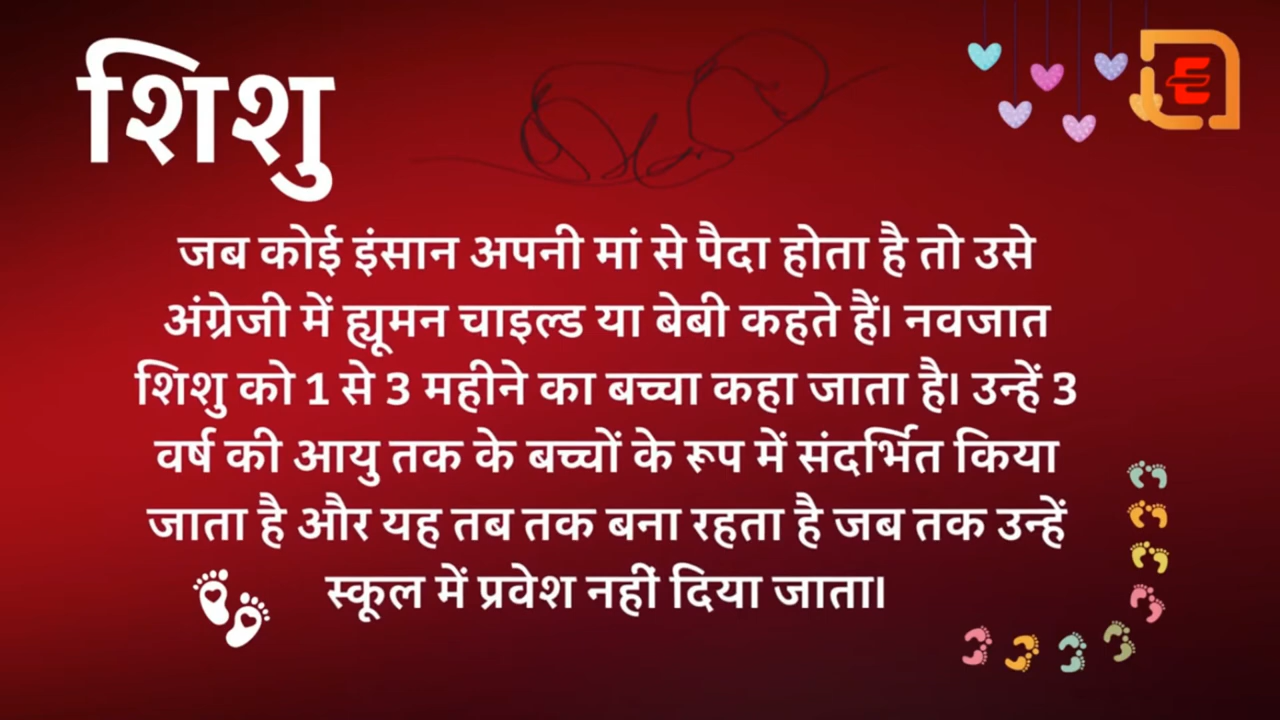 शिशु
जब कोई इंसान अपनी मां से पैदा होता है तो उसे
अंग्रेजी में ह्यूमन चाइल्ड या बेबी कहते हैं। नवजात
शिशु को 1 से 3 महीने का बच्चा कहा जाता है। उन्हें 3
वर्ष की आयु तक के बच्चों के रूप में संदर्भित किया
जाता है और यह तब तक बना रहता है जब तक उन्हें
स्कूल में प्रवेश नहीं दिया जाता।
E